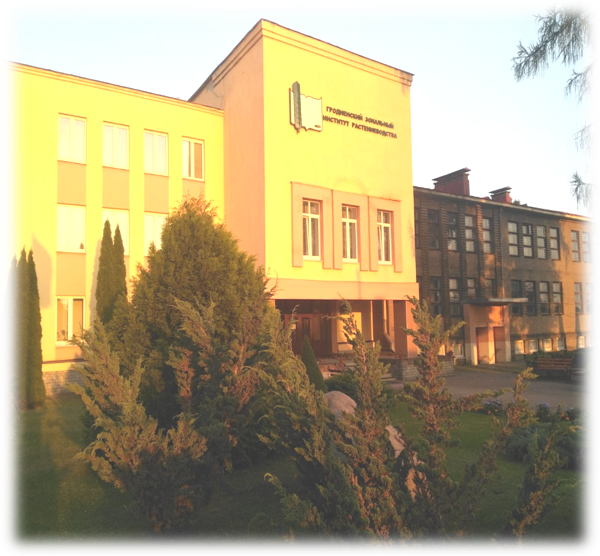 ГРОДНЕНСКИЙ ЗОНАЛЬНЫЙ
ИНСТИТУТ РАСТЕНИЕВОДСТВА